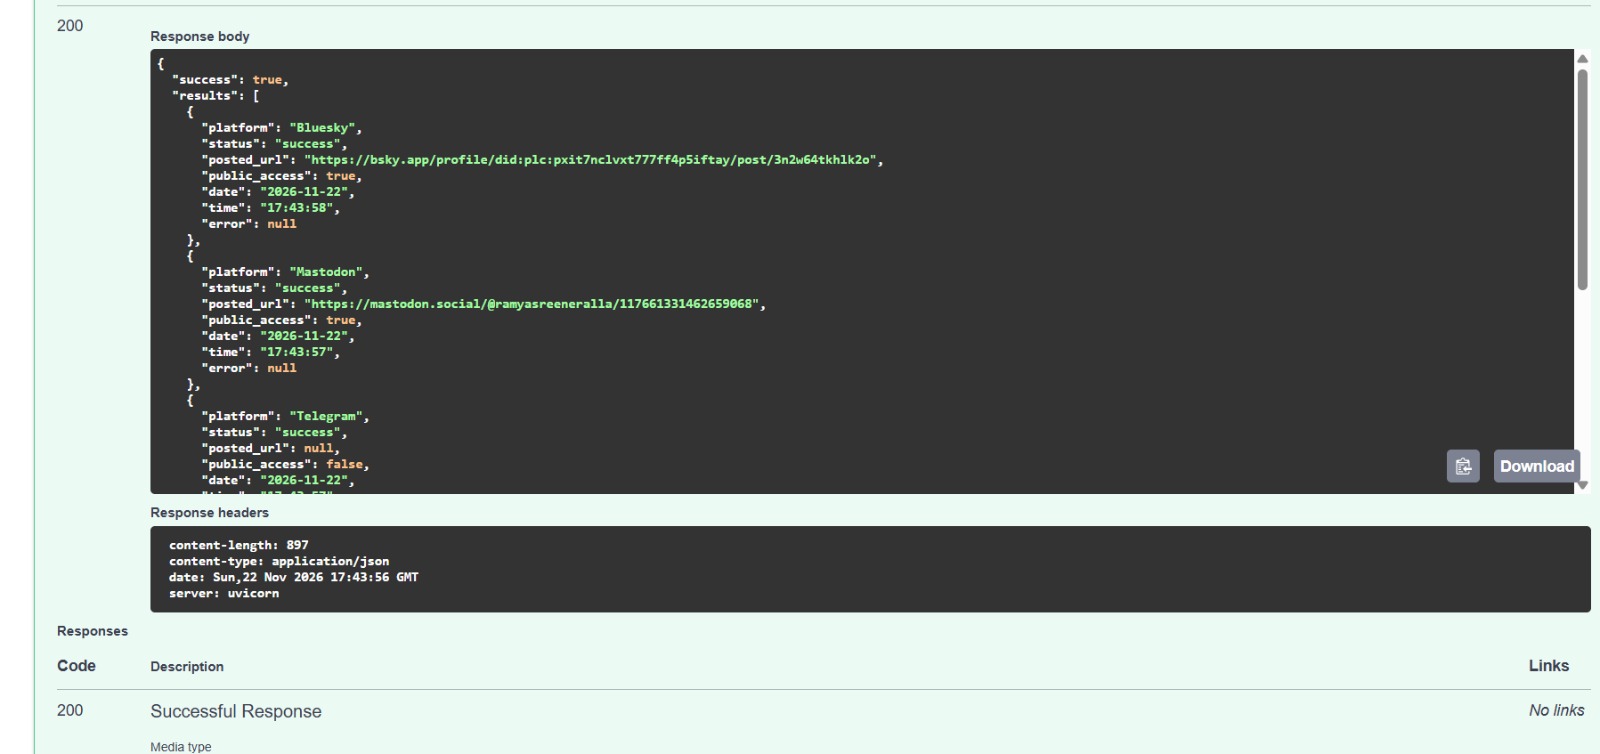 200
Response body
{
  "success": true,
  "results": [
    {
      "platform": "Bluesky",
      "status": "success",
      "posted_url": "https://bsky.app/profile/did:plc:pxit7nclvxt777ff4p5iftay/post/3n2w64tkhlk2o",
      "public_access": true,
      "date": "2026-11-22",
      "time": "17:43:58",
      "error": null
    },
    {
      "platform": "Mastodon",
      "status": "success",
      "posted_url": "https://mastodon.social/@ramyasreeneralla/117661331462659068",
      "public_access": true,
      "date": "2026-11-22",
      "time": "17:43:57",
      "error": null
    },
    {
      "platform": "Telegram",
      "status": "success",
      "posted_url": null,
      "public_access": false,
      "date": "2026-11-22",
Download
Response headers
content-length: 897
content-type: application/json
date: Sun,22 Nov 2026 17:43:56 GMT
server: uvicorn
Responses
Code Description Links
200 Successful Response No links
Media type